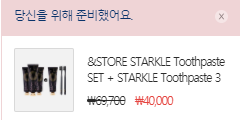 당신을 위해 준비했어요.
x
&STORE STARKLE Toothpaste
SET + STARKLE Toothpaste 3
₩69,700 ₩40,000